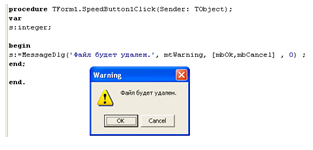 procedure TForm1.SpeedButton1Click(Sender: TObject);
var
s:integer;
begin
s:=MessageDlg('Файл будет удален.', mtWarning, [mbOk,mbCancel] , 0) ;
end;
end.
Warning
Файл будет удален.
OK
Cancel